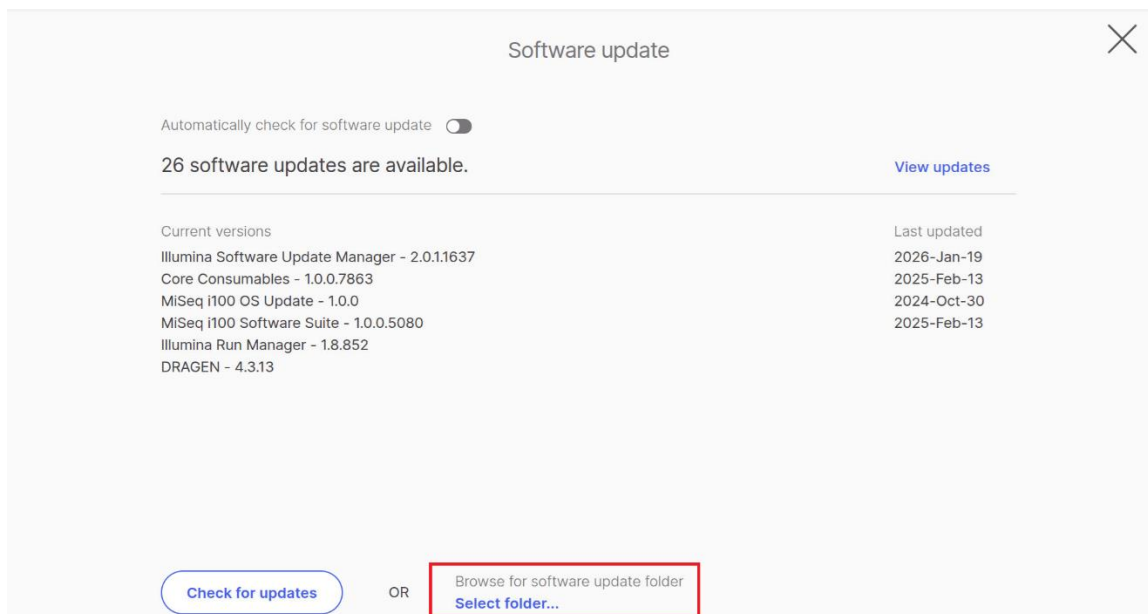 Software update
Automatically check for software update
26 software updates are available.
View updates
Current versions
Last updated
Illumina Software Update Manager - 2.0.1.1637
2026-Jan-19
Core Consumables - 1.0.0.7863
2025-Feb-13
MiSeq i100 OS Update - 1.0.0
2024-Oct-30
MiSeq i100 Software Suite - 1.0.0.5080
2025-Feb-13
Illumina Run Manager - 1.8.852
DRAGEN - 4.3.13
Check for updates
OR
Browse for software update folder
Select folder...